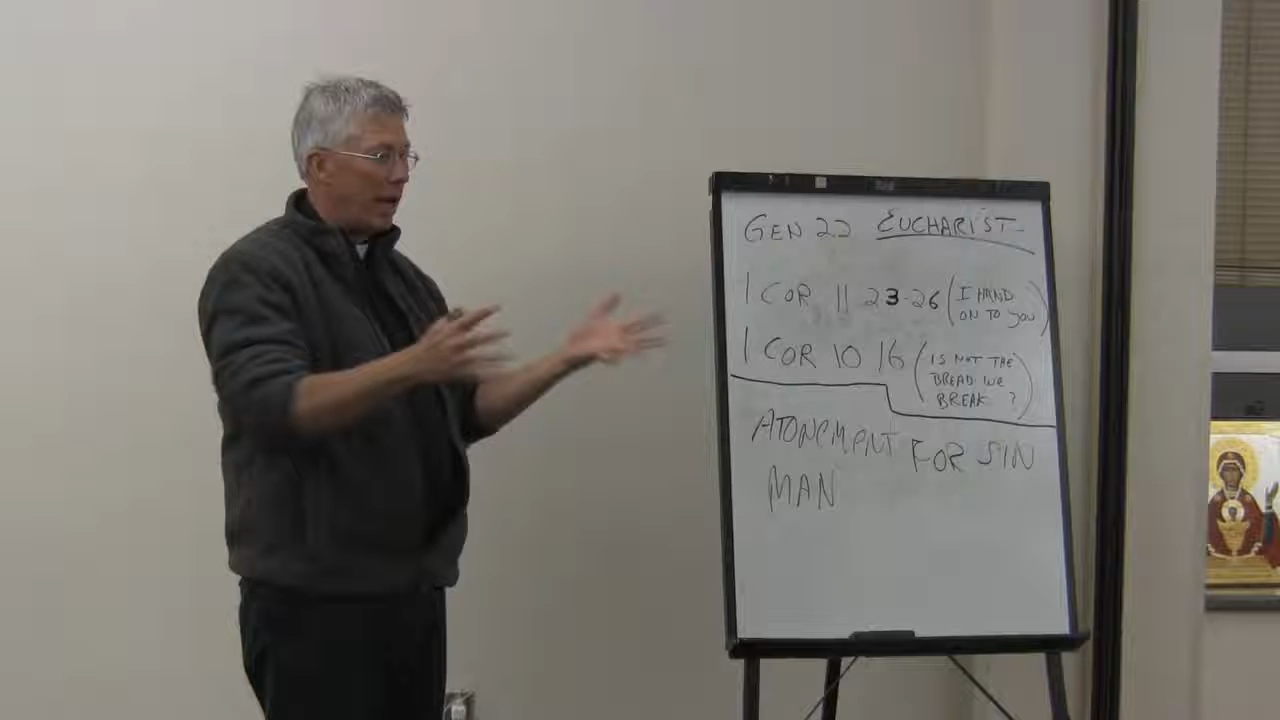 GEN 22 EUCHARIST
1 COR 11 23-26 (I HAND
ON TO YOU)
1 COR 10 16 (IS NOT THE
BREAD WE
BREAK ?)
ATONEMENT FOR SIN
MAN